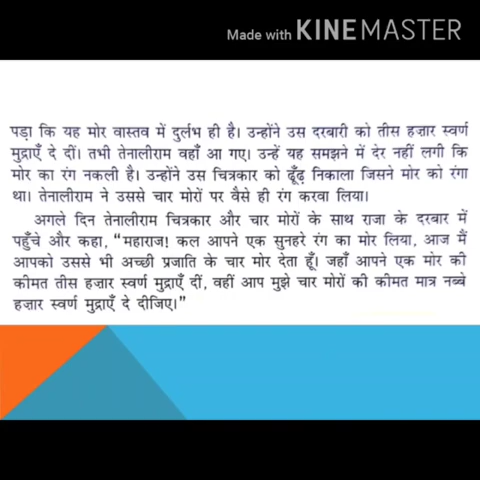 Made with KINEMASTER
पड़ा कि यह मोर वास्तव में दुर्लभ ही है। उन्होंने उस दरबारी को तीस हज़ार स्वर्ण
मुद्राएँ दे दीं। तभी तेनालीराम वहाँ आ गए। उन्हें यह समझने में देर नहीं लगी कि
मोर का रंग नकली है। उन्होंने उस चित्रकार को ढूँढ़ निकाला जिसने मोर को रंगा
था। तेनालीराम ने उससे चार मोरों पर वैसे ही रंग करवा लिया।
अगले दिन तेनालीराम चित्रकार और चार मोरों के साथ राजा के दरबार में
पहुँचे और कहा, “महाराज! कल आपने एक सुनहरे रंग का मोर लिया, आज मैं
आपको उससे भी अच्छी प्रजाति के चार मोर देता हूँ। जहाँ आपने एक मोर की
कीमत तीस हज़ार स्वर्ण मुद्राएँ दीं, वहीं आप मुझे चार मोरों की कीमत मात्र नब्बे
हज़ार स्वर्ण मुद्राएँ दे दीजिए।”